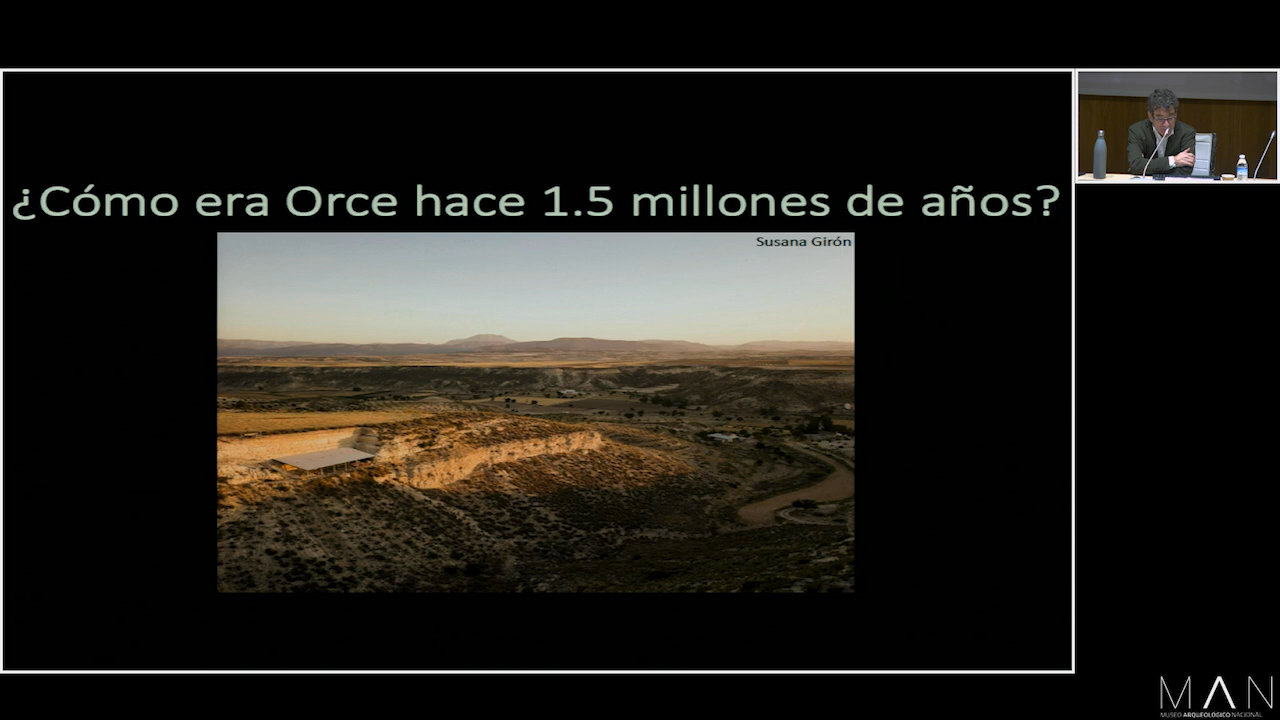 ¿Cómo era Orce hace 1.5 millones de años?
Susana Girón
MAN
MUSEO ARQUEOLÓGICO NACIONAL